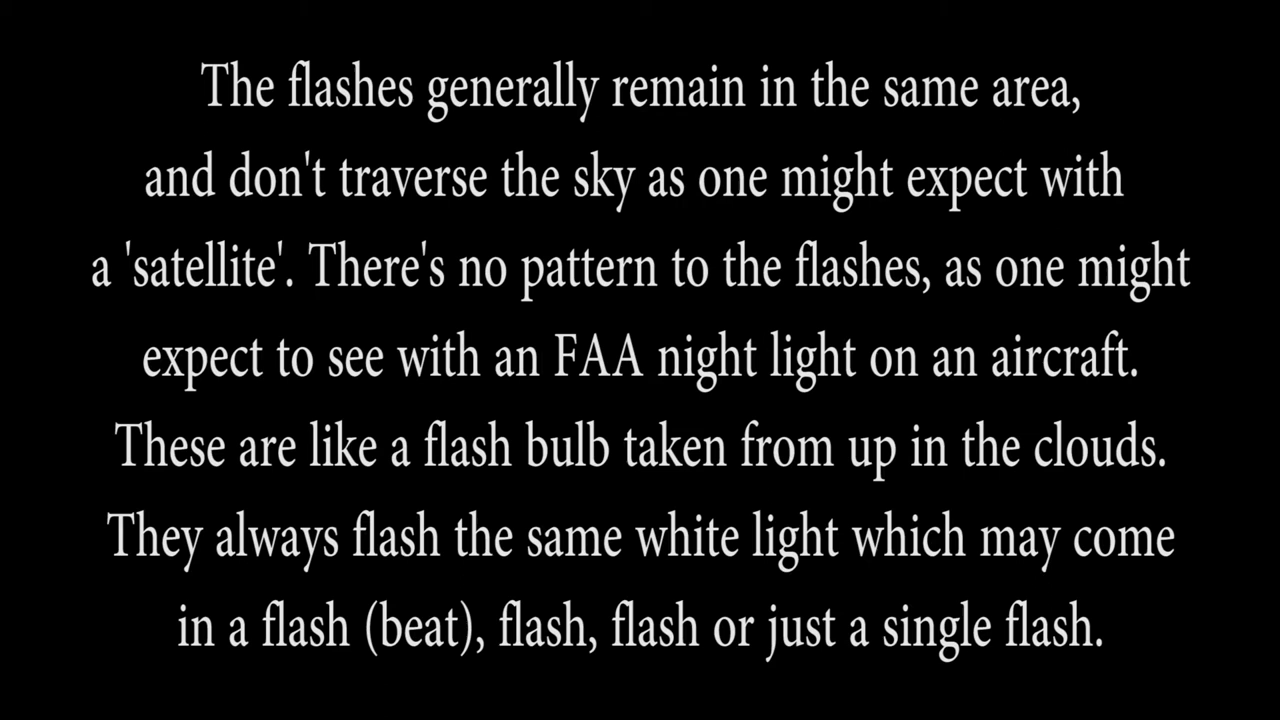 The flashes generally remain in the same area,
and don't traverse the sky as one might expect with
a 'satellite'. There's no pattern to the flashes, as one might
expect to see with an FAA night light on an aircraft.
These are like a flash bulb taken from up in the clouds.
They always flash the same white light which may come
in a flash (beat), flash, flash or just a single flash.